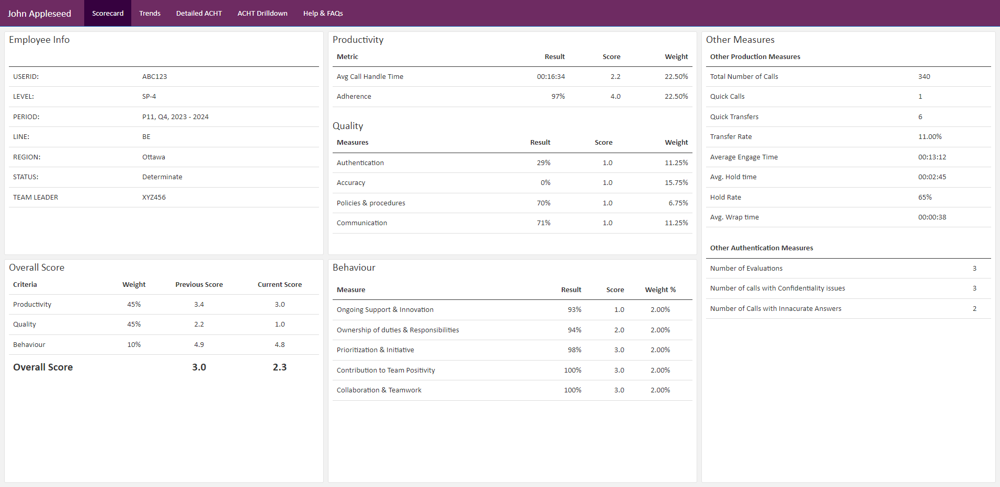 John Appleseed Scorecard Trends Detailed ACHT ACHT Drilldown Help & FAQs
Employee Info
USERID: ABC123
LEVEL: SP-4
PERIOD: P11, Q4, 2023 - 2024
LINE: BE
REGION: Ottawa
STATUS: Determinate
TEAM LEADER XYZ456
Overall Score
Criteria Weight Previous Score Current Score
Productivity 45% 3.4 3.0
Quality 45% 2.2 1.0
Behaviour 10% 4.9 4.8
Overall Score 3.0 2.3
Productivity
Metric Result Score Weight
Avg Call Handle Time 00:16:34 2.2 22.50%
Adherence 97% 4.0 22.50%
Quality
Measures Result Score Weight
Authentication 29% 1.0 11.25%
Accuracy 0% 1.0 15.75%
Policies & procedures 70% 1.0 6.75%
Communication 71% 1.0 11.25%
Behaviour
Measure Result Score Weight %
Ongoing Support & Innovation 93% 1.0 2.00%
Ownership of duties & Responsibilities 94% 2.0 2.00%
Prioritization & Initiative 98% 3.0 2.00%
Contribution to Team Positivity 100% 3.0 2.00%
Collaboration & Teamwork 100% 3.0 2.00%
Other Measures
Other Production Measures
Total Number of Calls 340
Quick Calls 1
Quick Transfers 6
Transfer Rate 11.00%
Average Engage Time 00:13:12
Avg. Hold time 00:02:45
Hold Rate 65%
Avg. Wrap time 00:00:38
Other Authentication Measures
Number of Evaluations 3
Number of calls with Confidentiality issues 3
Number of Calls with Innacurate Answers 2